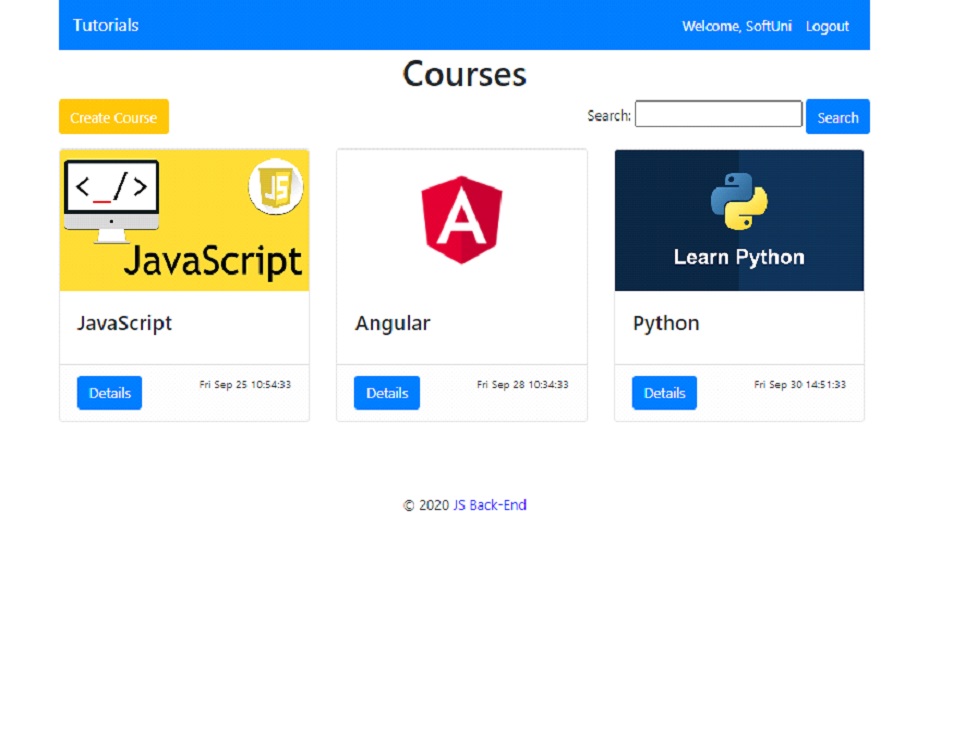 Tutorials
Welcome, SoftUni Logout
Courses
Create Course
Search:
Search
<_/>
JS
JavaScript
A
Learn Python
JavaScript
Angular
Python
Details
Fri Sep 25 10:54:33
Details
Fri Sep 28 10:34:33
Details
Fri Sep 30 14:51:33
© 2020 JS Back-End